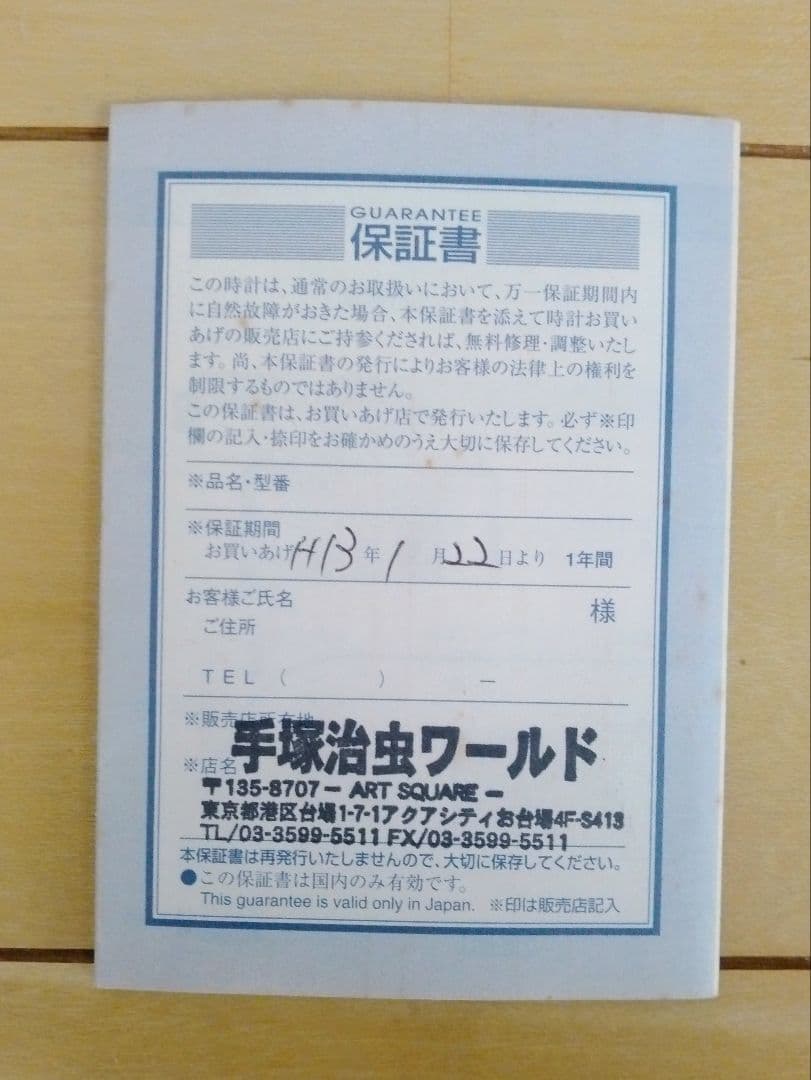 GUARANTEE
保証書
この時計は、通常のお取扱いにおいて、万一保証期間内
に自然故障がおきた場合、本保証書を添えて時計お買い
あげの販売店にご持参くだされば、無料修理・調整いたし
ます。尚、本保証書の発行によりお客様の法律上の権利を
制限するものではありません。
この保証書は、お買いあげ店で発行いたします。必ず※印
欄の記入・捺印をお確かめのうえ大切に保存してください。
※品名・型番
※保証期間
お買いあげ H13年1月22日より 1年間
お客様ご氏名 様
ご住所
TEL ( ) −
※販売店所在地
手塚治虫ワールド
※店名
〒135-8707 − ART SQUARE −
東京都港区台場1-7-1アクアシティお台場4F-S413
TL/03-3599-5511 FX/03-3599-5511
本保証書は再発行いたしませんので、大切に保存してください。
●この保証書は国内のみ有効です。
This guarantee is valid only in Japan. ※印は販売店記入